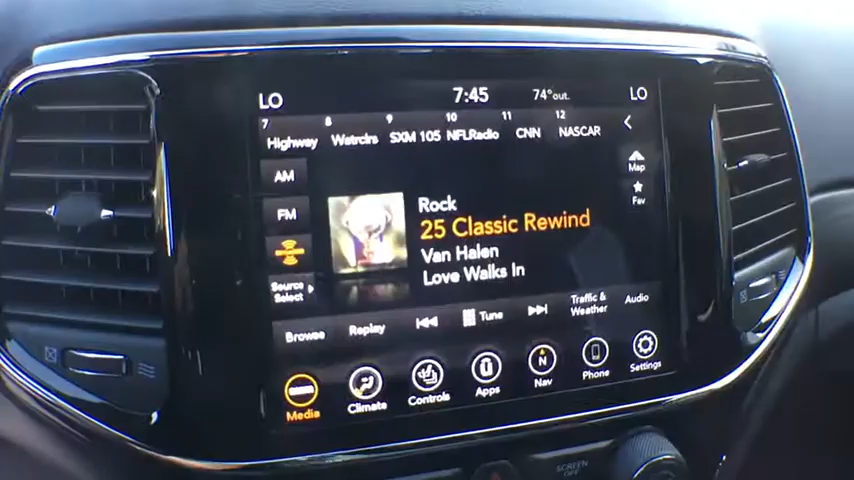 LO 7:45 74°out. LO
7 8 9 10 11 12
Highway Watrclrs SXM 105 NFLRadio CNN NASCAR
AM
Map
FM
Fav
Rock
25 Classic Rewind
Van Halen
Love Walks In
Source
Select
Browse Replay Tune Traffic & Weather Audio
Media Climate Controls Apps N Nav Phone Settings
SCREEN
OFF